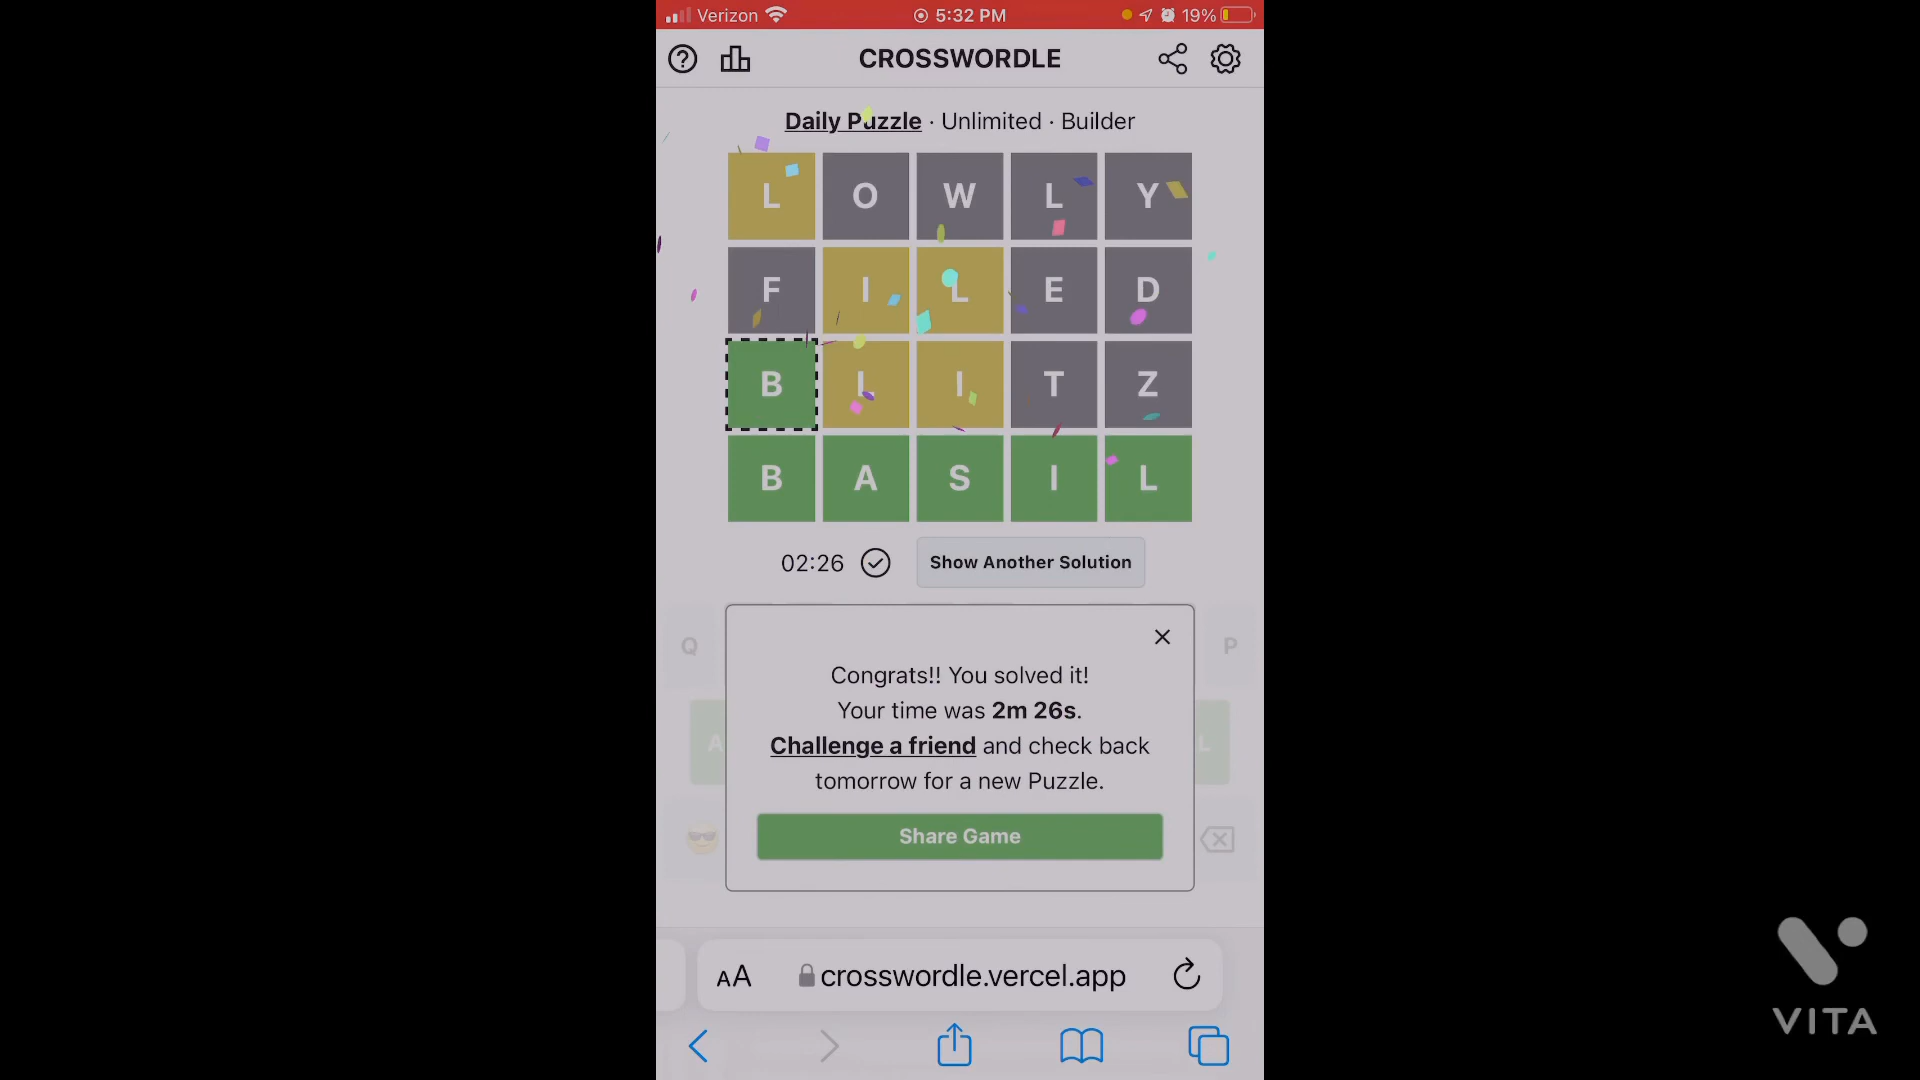 Verizon 5:32 PM 19%
CROSSWORDLE
Daily Puzzle · Unlimited · Builder
L O W L Y
F I L E D
B L I T Z
B A S I L
02:26 Show Another Solution
Q P
Congrats!! You solved it!
Your time was 2m 26s.
A L
Challenge a friend and check back
tomorrow for a new Puzzle.
Share Game
AA crosswordle.vercel.app
VITA